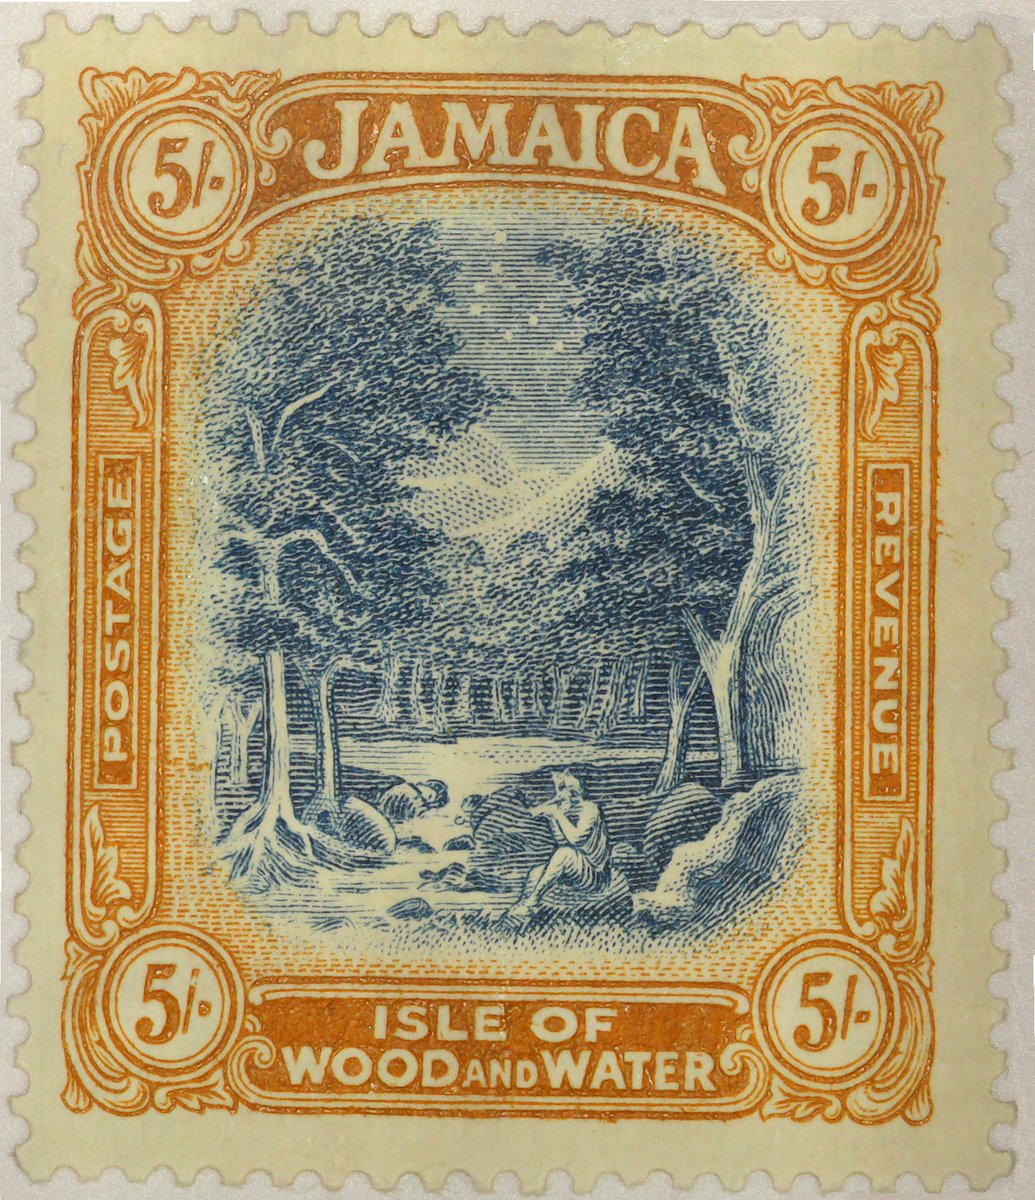 JAMAICA
5/-
5/-
POSTAGE
REVENUE
5/-
5/-
ISLE OF
WOOD AND WATER